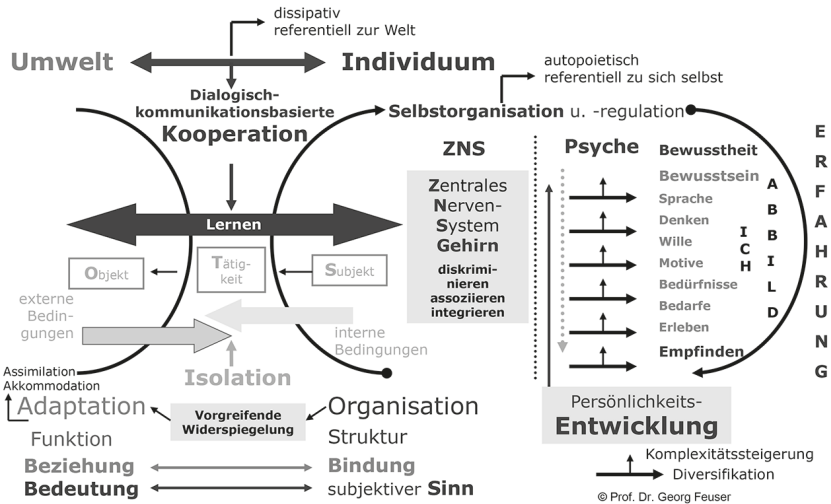 dissipativ
referentiell zur Welt
Umwelt
Individuum
Dialogisch-
kommunikationsbasierte
Kooperation
autopoietisch
referentiell zu sich selbst
Selbstorganisation u. -regulation
ZNS
Zentrales
Nerven-
System
Gehirn
diskrimi-
nieren
assoziieren
integrieren
Psyche
Bewusstheit
Bewusstsein
Sprache
Denken
Wille
Motive
Bedürfnisse
Bedarfe
Erleben
Empfinden
ICH
ABBILD
ERFAHRUNG
Lernen
Objekt
Tätig-
keit
Subjekt
externe
Bedin-
gungen
interne
Bedingungen
Isolation
Assimilation
Akkommodation
Adaptation
Vorgreifende
Widerspiegelung
Organisation
Funktion
Struktur
Beziehung
Bindung
Bedeutung
subjektiver Sinn
Persönlichkeits-
Entwicklung
Komplexitätssteigerung
Diversifikation
© Prof. Dr. Georg Feuser